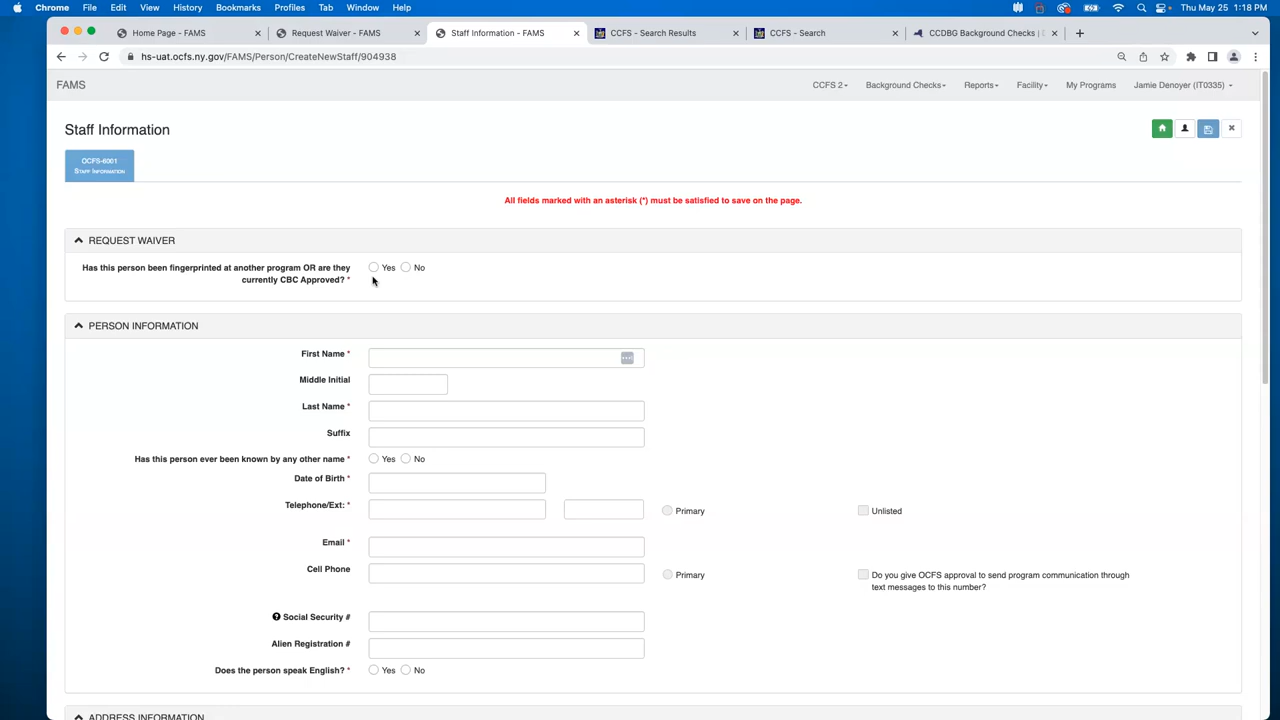 Chrome File Edit View History Bookmarks Profiles Tab Window Help Thu May 25 1:18 PM
Home Page - FAMS Request Waiver - FAMS Staff Information - FAMS CCFS - Search Results CCFS - Search CCDBG Background Checks |
hs-uat.ocfs.ny.gov/FAMS/Person/CreateNewStaff/904938
FAMS CCFS 2 Background Checks Reports Facility My Programs Jamie Denoyer (IT0335)
Staff Information
OCFS-6001
Staff Information
All fields marked with an asterisk (*) must be satisfied to save on the page.
REQUEST WAIVER
Has this person been fingerprinted at another program OR are they
currently CBC Approved? * Yes No
PERSON INFORMATION
First Name *
Middle Initial
Last Name *
Suffix
Has this person ever been known by any other name * Yes No
Date of Birth *
Telephone/Ext: * Primary Unlisted
Email *
Cell Phone Primary Do you give OCFS approval to send program communication through
text messages to this number?
Social Security #
Alien Registration #
Does the person speak English? * Yes No
ADDRESS INFORMATION